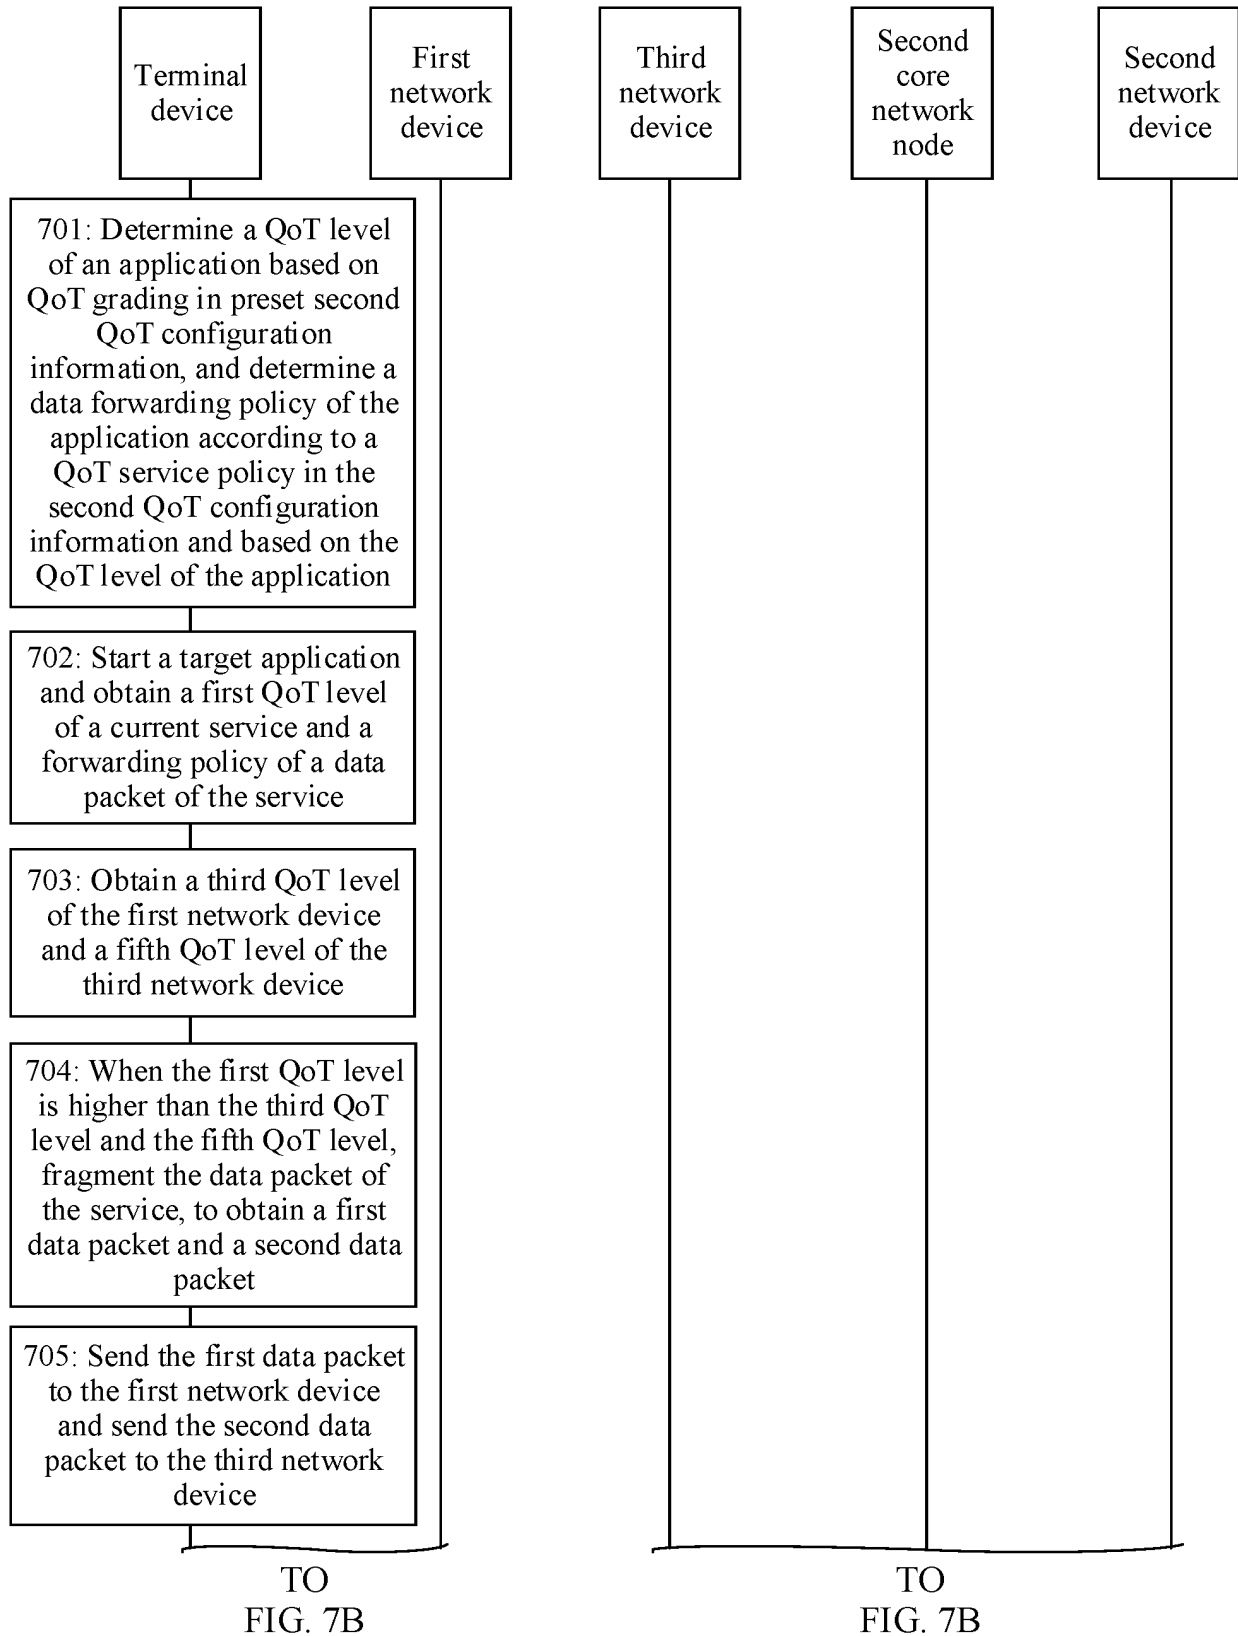 Terminal
device
First
network
device
Third
network
device
Second
core
network
node
Second
network
device
701: Determine a QoT level
of an application based on
QoT grading in preset second
QoT configuration
information, and determine a
data forwarding policy of the
application according to a
QoT service policy in the
second QoT configuration
information and based on the
QoT level of the application
702: Start a target application
and obtain a first QoT level
of a current service and a
forwarding policy of a data
packet of the service
703: Obtain a third QoT level
of the first network device
and a fifth QoT level of the
third network device
704: When the first QoT level
is higher than the third QoT
level and the fifth QoT level,
fragment the data packet of
the service, to obtain a first
data packet and a second data
packet
705: Send the first data packet
to the first network device
and send the second data
packet to the third network
device
TO
FIG. 7B
TO
FIG. 7B